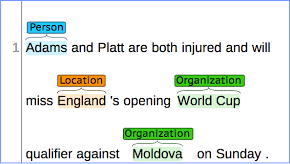 Person
1 Adams and Platt are both injured and will
Location Organization
miss England 's opening World Cup
Organization
qualifier against Moldova on Sunday .